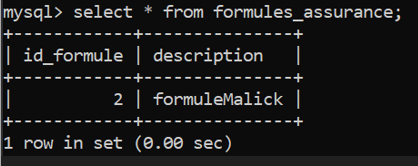 mysql> select * from formules_assurance;
+------------+---------------+
| id_formule | description   |
+------------+---------------+
|          2 | formuleMalick |
+------------+---------------+
1 row in set (0.00 sec)